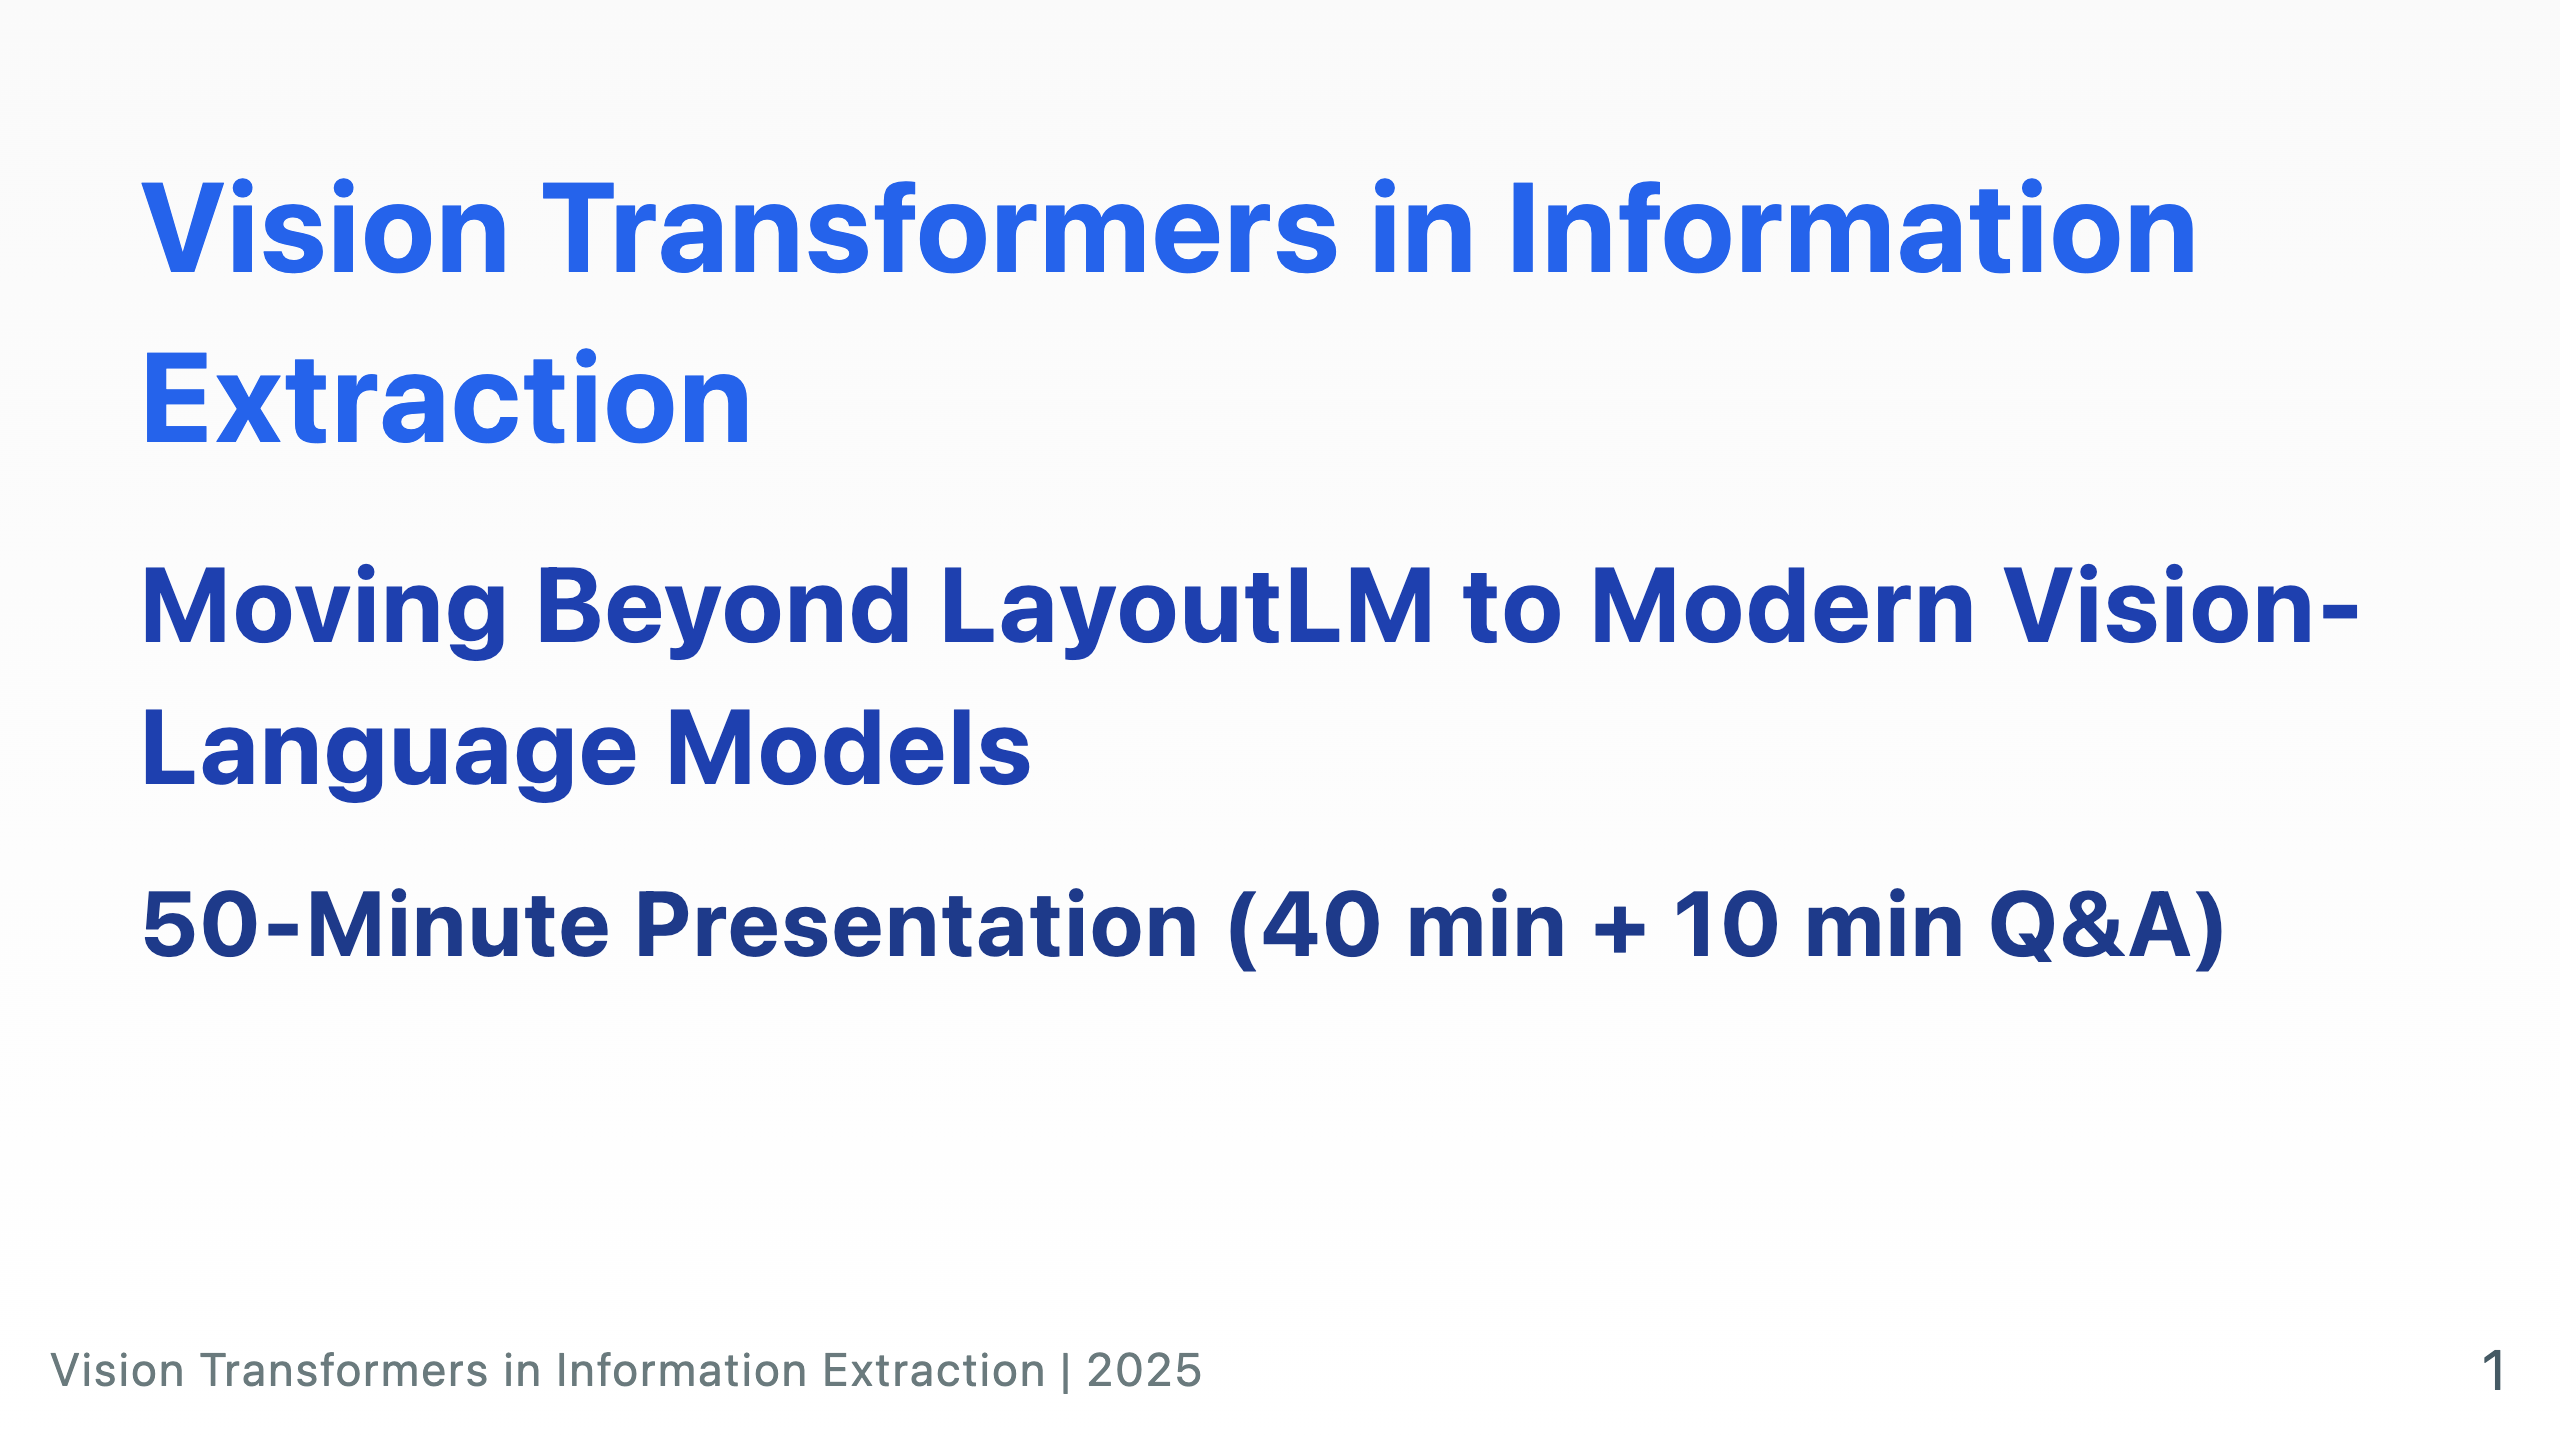 Vision Transformers in Information
Extraction
Moving Beyond LayoutLM to Modern Vision-
Language Models
50-Minute Presentation (40 min + 10 min Q&A)
Vision Transformers in Information Extraction | 2025
1